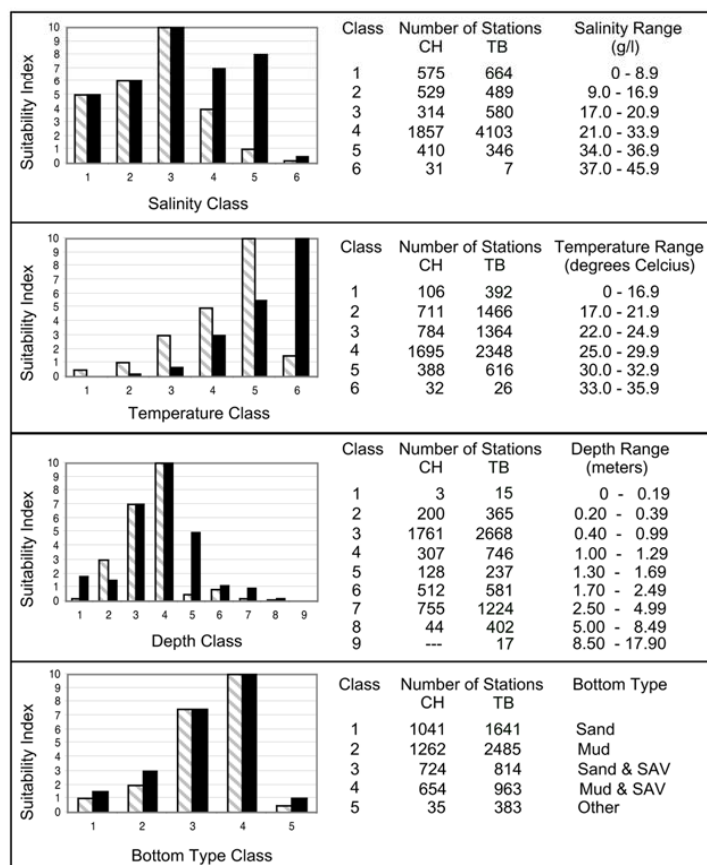 Suitability Index
10
9
8
7
6
5
4
3
2
1
0
1 2 3 4 5 6
Salinity Class
Class Number of Stations Salinity Range
CH TB (g/l)
1 575 664 0 - 8.9
2 529 489 9.0 - 16.9
3 314 580 17.0 - 20.9
4 1857 4103 21.0 - 33.9
5 410 346 34.0 - 36.9
6 31 7 37.0 - 45.9
Suitability Index
10
9
8
7
6
5
4
3
2
1
0
1 2 3 4 5 6
Temperature Class
Class Number of Stations Temperature Range
CH TB (degrees Celcius)
1 106 392 0 - 16.9
2 711 1466 17.0 - 21.9
3 784 1364 22.0 - 24.9
4 1695 2348 25.0 - 29.9
5 388 616 30.0 - 32.9
6 32 26 33.0 - 35.9
Suitability Index
10
9
8
7
6
5
4
3
2
1
0
1 2 3 4 5 6 7 8 9
Depth Class
Class Number of Stations Depth Range
CH TB (meters)
1 3 15 0 - 0.19
2 200 365 0.20 - 0.39
3 1761 2668 0.40 - 0.99
4 307 746 1.00 - 1.29
5 128 237 1.30 - 1.69
6 512 581 1.70 - 2.49
7 755 1224 2.50 - 4.99
8 44 402 5.00 - 8.49
9 --- 17 8.50 - 17.90
Suitability Index
10
9
8
7
6
5
4
3
2
1
0
1 2 3 4 5
Bottom Type Class
Class Number of Stations Bottom Type
CH TB
1 1041 1641 Sand
2 1262 2485 Mud
3 724 814 Sand & SAV
4 654 963 Mud & SAV
5 35 383 Other